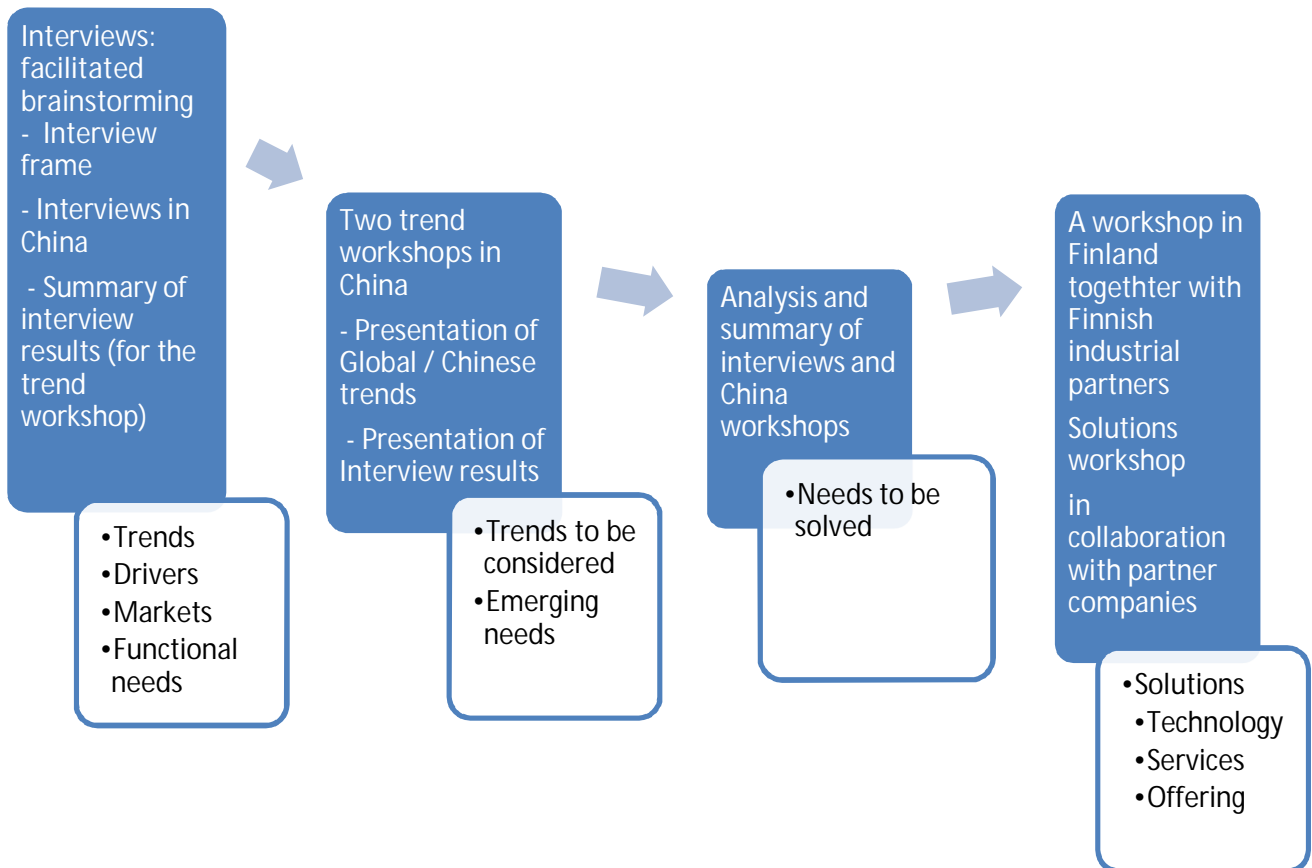 Interviews:
facilitated
brainstorming
- Interview
frame
- Interviews in
China
- Summary of
interview
results (for the
trend
workshop)
•Trends
•Drivers
•Markets
•Functional
needs
Two trend
workshops in
China
- Presentation of
Global / Chinese
trends
- Presentation of
Interview results
•Trends to be
considered
•Emerging
needs
Analysis and
summary of
interviews and
China
workshops
•Needs to be
solved
A workshop in
Finland
togethter with
Finnish
industrial
partners
Solutions
workshop
in
collaboration
with partner
companies
•Solutions
•Technology
•Services
•Offering